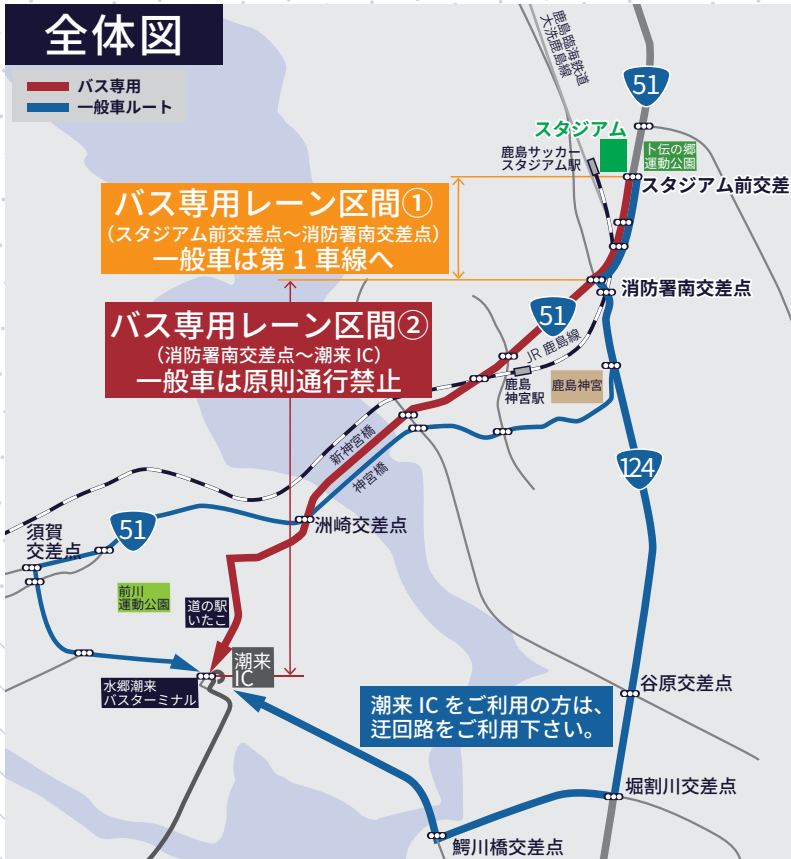 全体図
バス専用
一般車ルート
鹿島臨海鉄道
大洗鹿島線
51
スタジアム
鹿島サッカー
スタジアム駅
卜伝の郷
運動公園
スタジアム前交差
バス専用レーン区間①
(スタジアム前交差点〜消防署南交差点)
一般車は第1車線へ
消防署南交差点
バス専用レーン区間②
(消防署南交差点〜潮来 IC)
一般車は原則通行禁止
51
JR 鹿島線
鹿島
神宮駅
鹿島神宮
新神宮橋
神宮橋
124
洲崎交差点
須賀
交差点
51
前川
運動公園
道の駅
いたこ
潮来
IC
水郷潮来
バスターミナル
谷原交差点
潮来 IC をご利用の方は、
迂回路をご利用下さい。
堀割川交差点
鰐川橋交差点